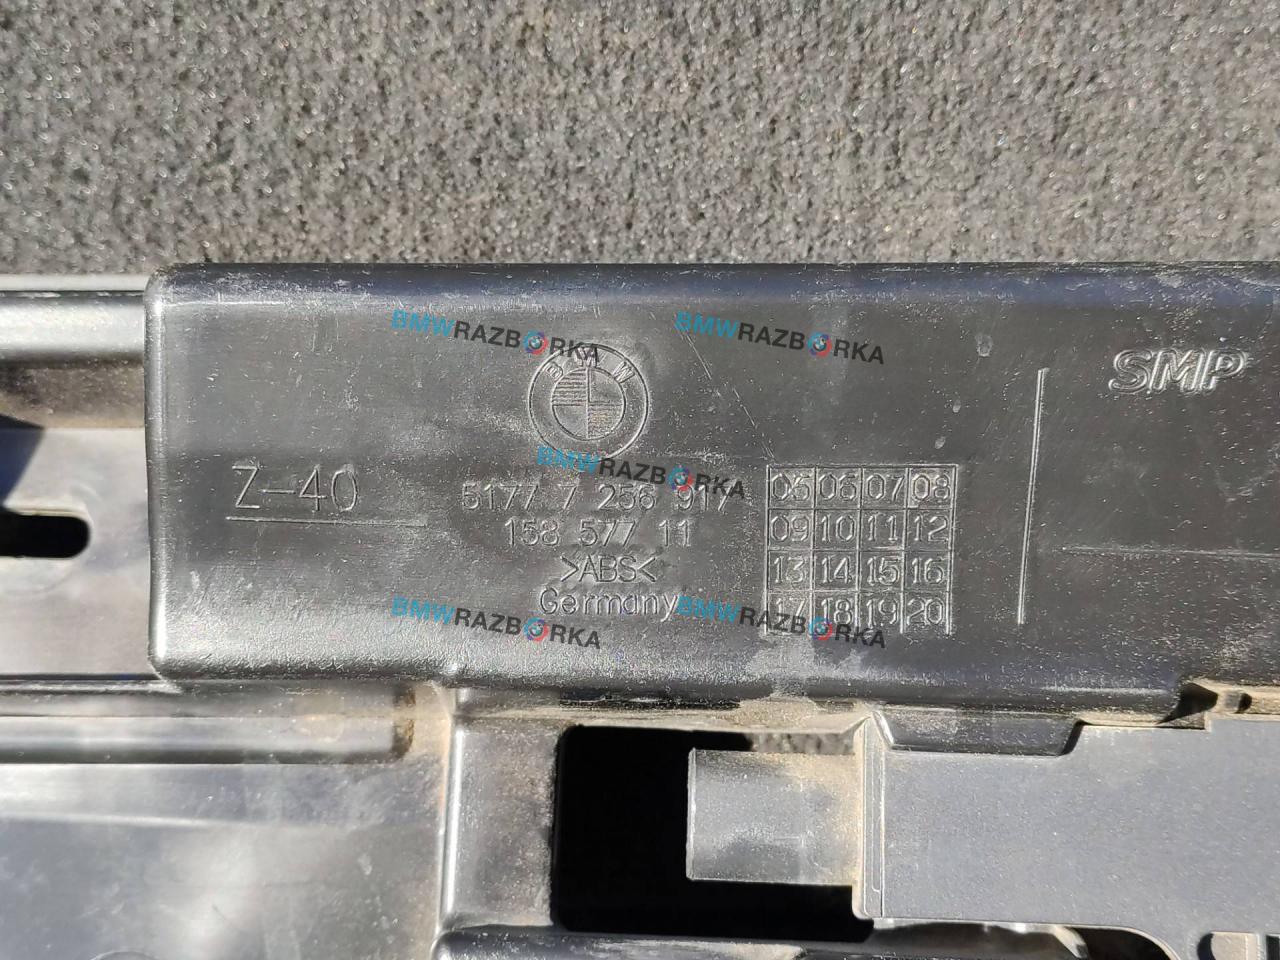 BMWRAZBORKA
BMWRAZBORKA
SMP
BMW
BMWRAZBORKA
Z-40
5177 7 256 917
158 577 11
>ABS<
Germany
05 06 07 08
09 10 11 12
13 14 15 16
17 18 19 20
BMWRAZBORKA
BMWRAZBORKA